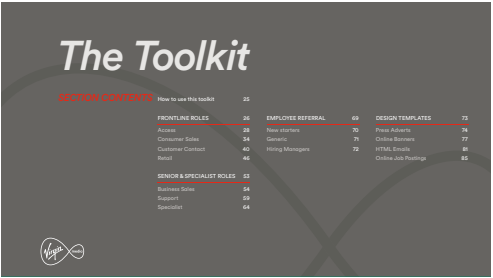 The Toolkit
SECTION CONTENTS
How to use this toolkit 25
FRONTLINE ROLES 26
Access 28
Consumer Sales 34
Customer Contact 40
Retail 46
SENIOR & SPECIALIST ROLES 53
Business Sales 54
Support 59
Specialist 64
EMPLOYEE REFERRAL 69
New starters 70
Generic 71
Hiring Managers 72
DESIGN TEMPLATES 73
Press Adverts 74
Online Banners 77
HTML Emails 81
Online Job Postings 85
Virgin media